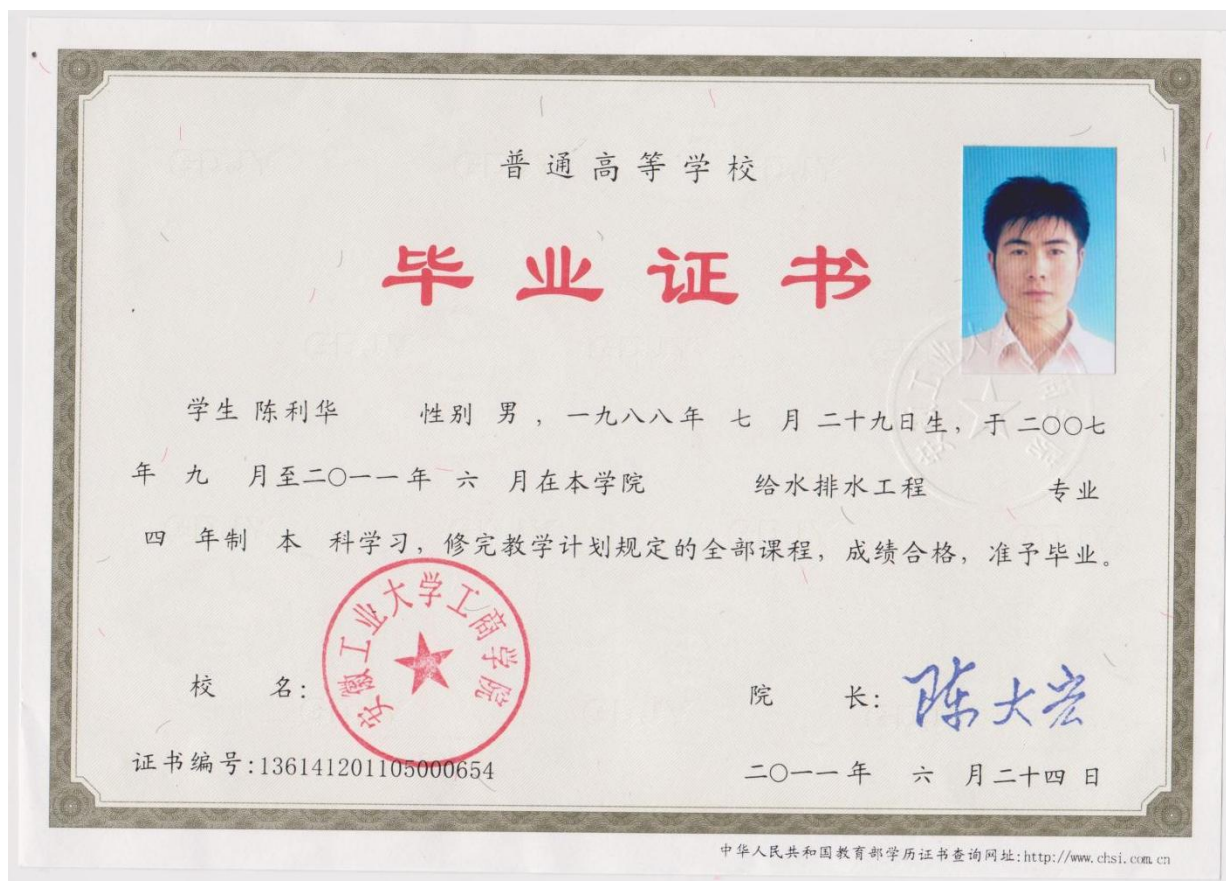 普通高等学校
毕业证书
学生 陈利华 性别 男 ，一九八八年 七 月 二十九日生，于 二〇〇七
年 九 月至二〇一一年 六 月在本学院 给水排水工程 专业
四 年制 本 科学习，修完教学计划规定的全部课程，成绩合格，准予毕业。
安徽工业大学工商学院
校 名：
院 长：陈大宏
证书编号:136141201105000654
二〇一一年 六 月二十四日
中华人民共和国教育部学历证书查询网址:http://www.chsi.com.cn